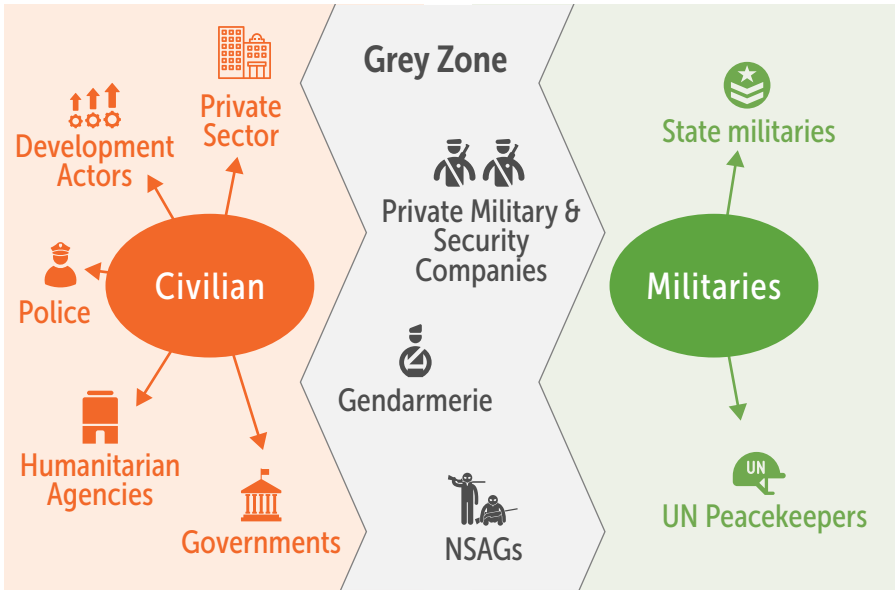 Private
Sector
Development
Actors
Police
Civilian
Humanitarian
Agencies
Governments
Grey Zone
Private Military &
Security
Companies
Gendarmerie
NSAGs
State militaries
Militaries
UN
UN Peacekeepers